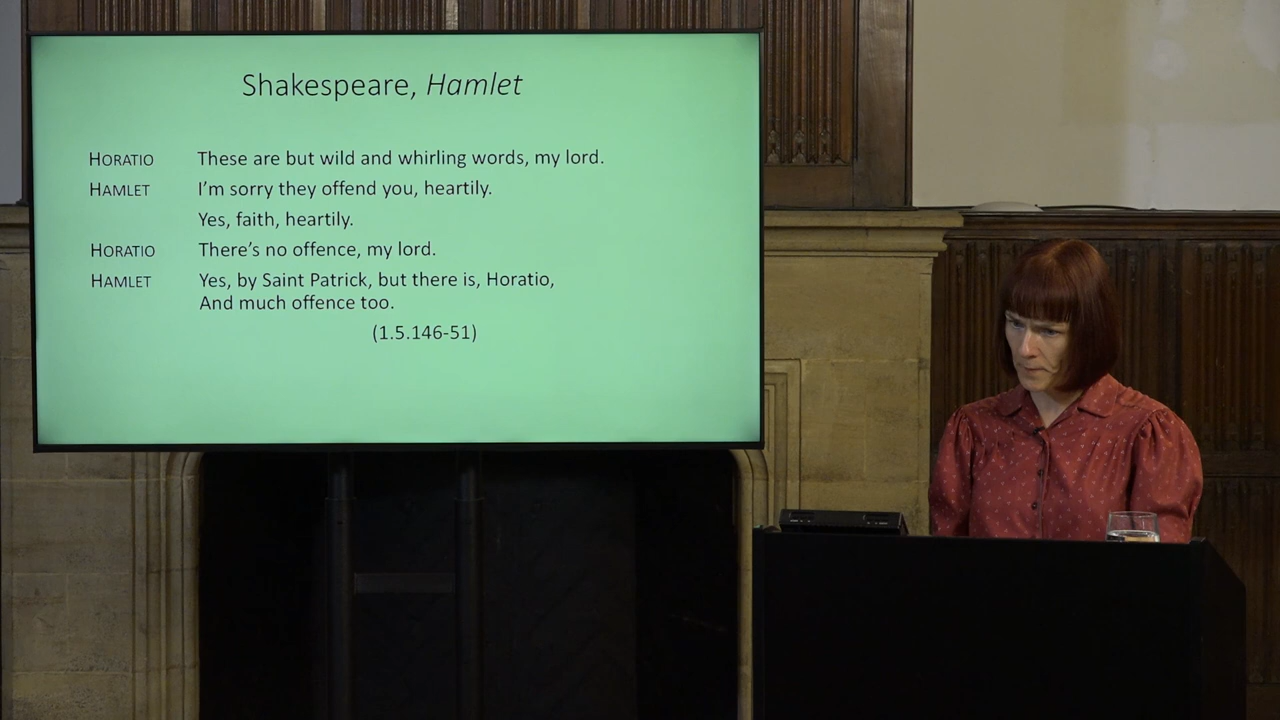 Shakespeare, Hamlet
HORATIO These are but wild and whirling words, my lord.
HAMLET I'm sorry they offend you, heartily.
Yes, faith, heartily.
HORATIO There's no offence, my lord.
HAMLET Yes, by Saint Patrick, but there is, Horatio,
And much offence too.
(1.5.146-51)